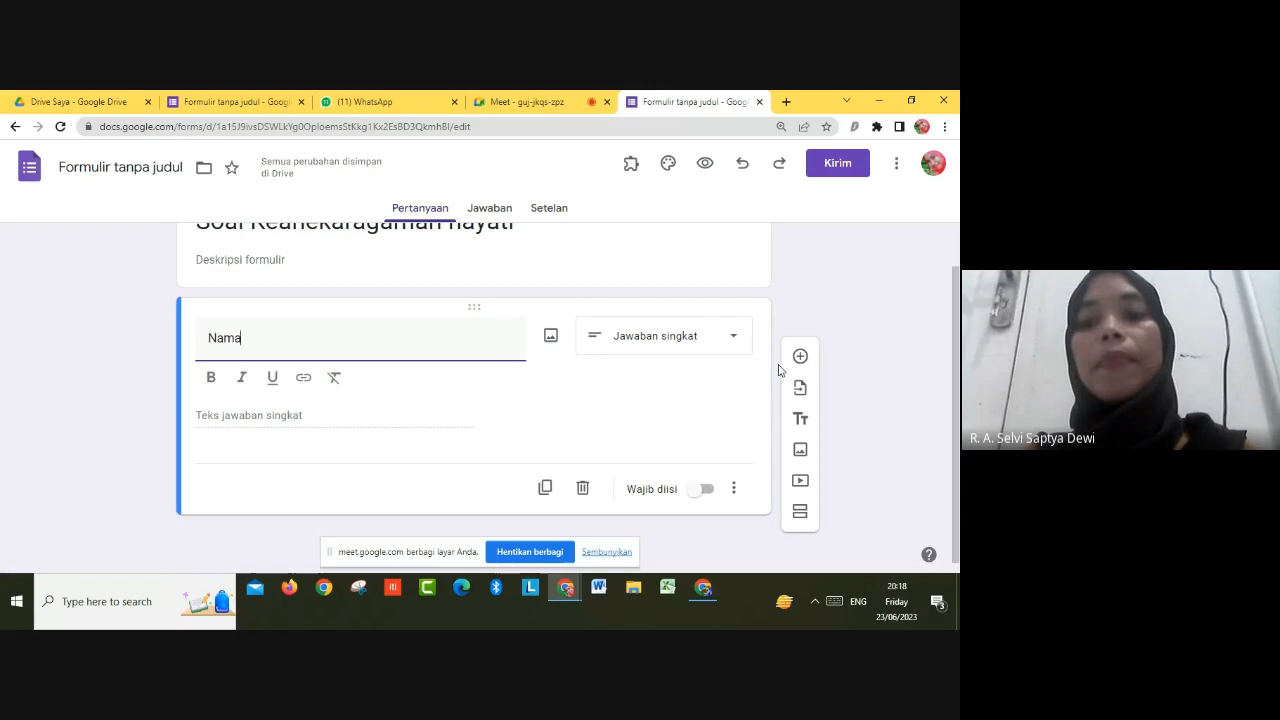 Drive Saya - Google Drive
Formulir tanpa judul - Googl
(11) WhatsApp
Meet - guj-jkqs-zpz
Formulir tanpa judul - Googl
docs.google.com/forms/d/1a15J9ivsDSWLkYg0OploemsStKkg1Kx2EsBD3QkmhBI/edit
Formulir tanpa judul
Semua perubahan disimpan
di Drive
Kirim
Pertanyaan
Jawaban
Setelan
Soal Keanekaragaman hayati
Deskripsi formulir
Nama
Jawaban singkat
B I U
Teks jawaban singkat
Wajib diisi
meet.google.com berbagi layar Anda.
Hentikan berbagi
Sembunyikan
Type here to search
ENG
20:18
Friday
23/06/2023
3
R. A. Selvi Saptya Dewi